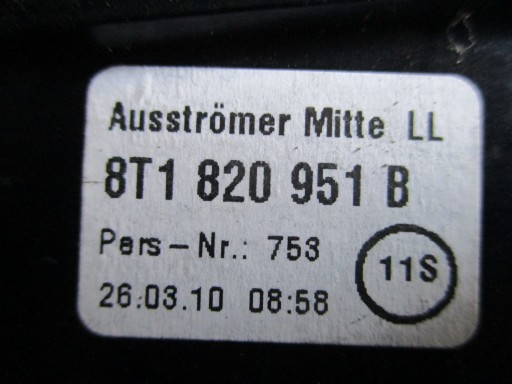 Ausströmer Mitte LL
8T1 820 951 B
Pers-Nr.: 753
11S
26.03.10 08:58